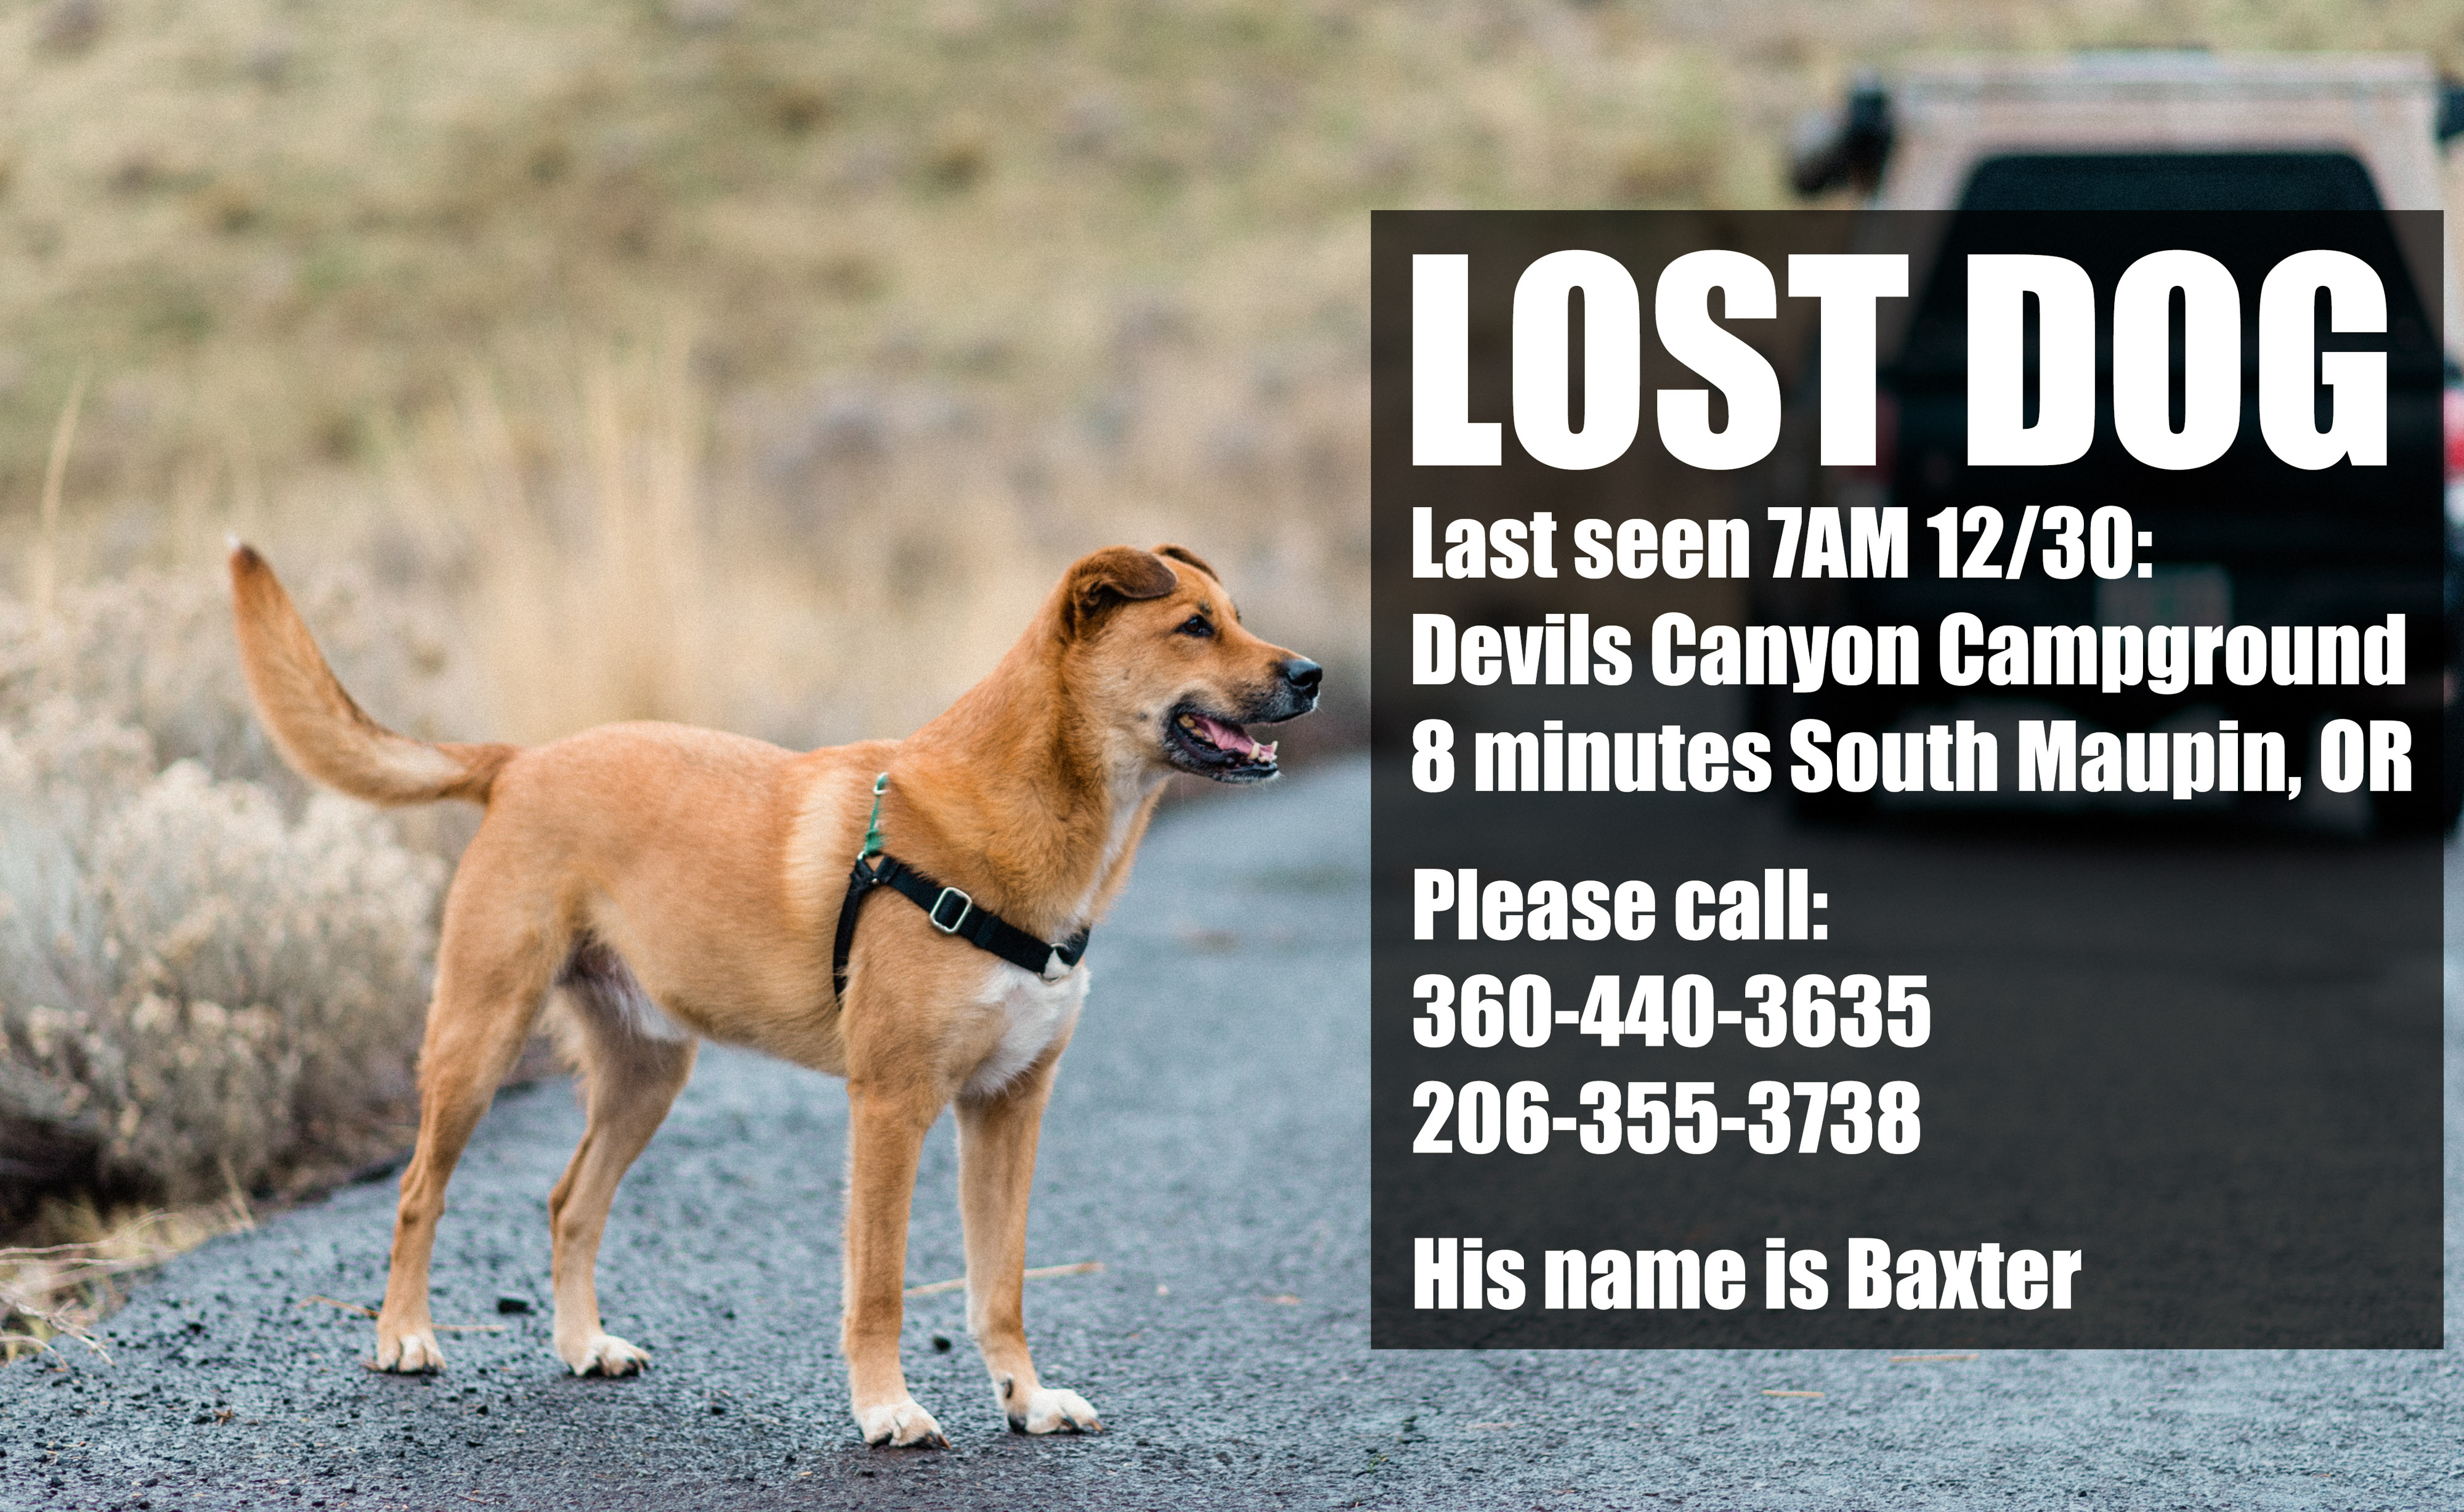 LOST DOG
Last seen 7AM 12/30:
Devils Canyon Campground
8 minutes South Maupin, OR
Please call:
360-440-3635
206-355-3738
His name is Baxter